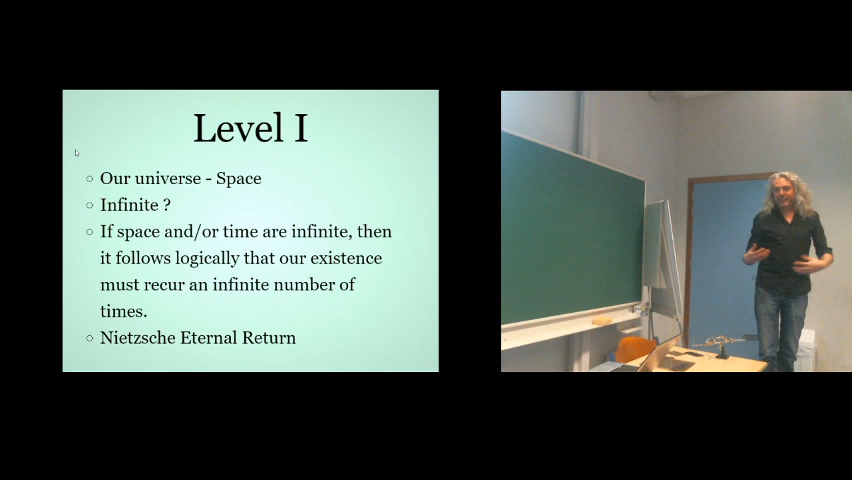 Level I
Our universe - Space
Infinite ?
If space and/or time are infinite, then
it follows logically that our existence
must recur an infinite number of
times.
Nietzsche Eternal Return